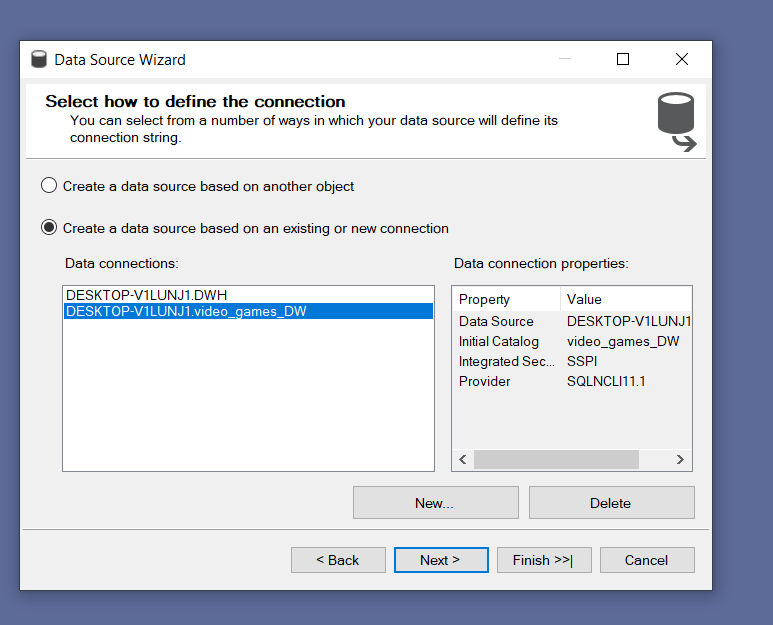 Data Source Wizard
Select how to define the connection
You can select from a number of ways in which your data source will define its
connection string.
Create a data source based on another object
Create a data source based on an existing or new connection
Data connections:
Data connection properties:
DESKTOP-V1LUNJ1.DWH
DESKTOP-V1LUNJ1.video_games_DW
Property Value
Data Source DESKTOP-V1LUNJ1
Initial Catalog video_games_DW
Integrated Sec... SSPI
Provider SQLNCLI11.1
New... Delete
< Back Next > Finish >>| Cancel